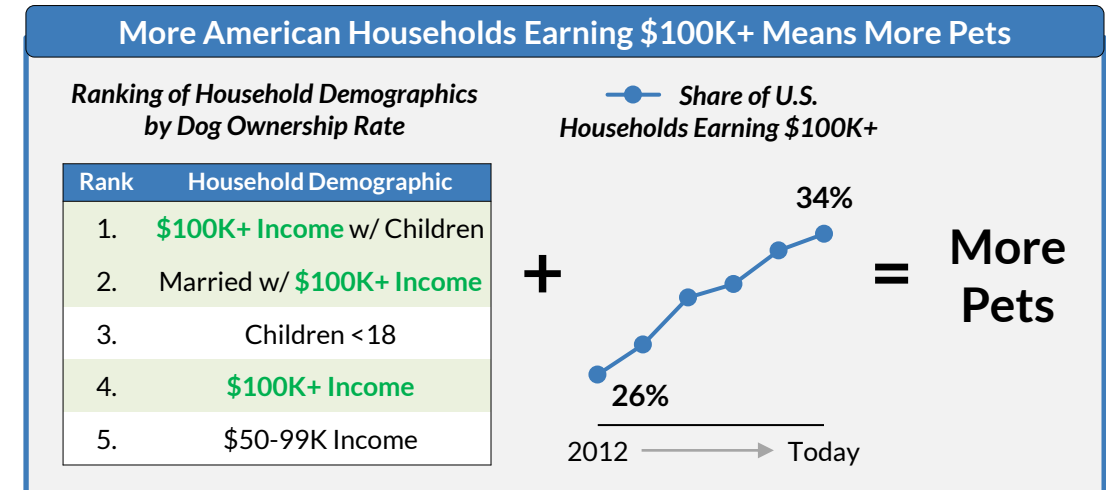 More American Households Earning $100K+ Means More Pets
Ranking of Household Demographics
by Dog Ownership Rate
Rank Household Demographic
1. $100K+ Income w/ Children
2. Married w/ $100K+ Income
3. Children <18
4. $100K+ Income
5. $50-99K Income
+
Share of U.S.
Households Earning $100K+
34%
26%
2012 Today
=
More
Pets